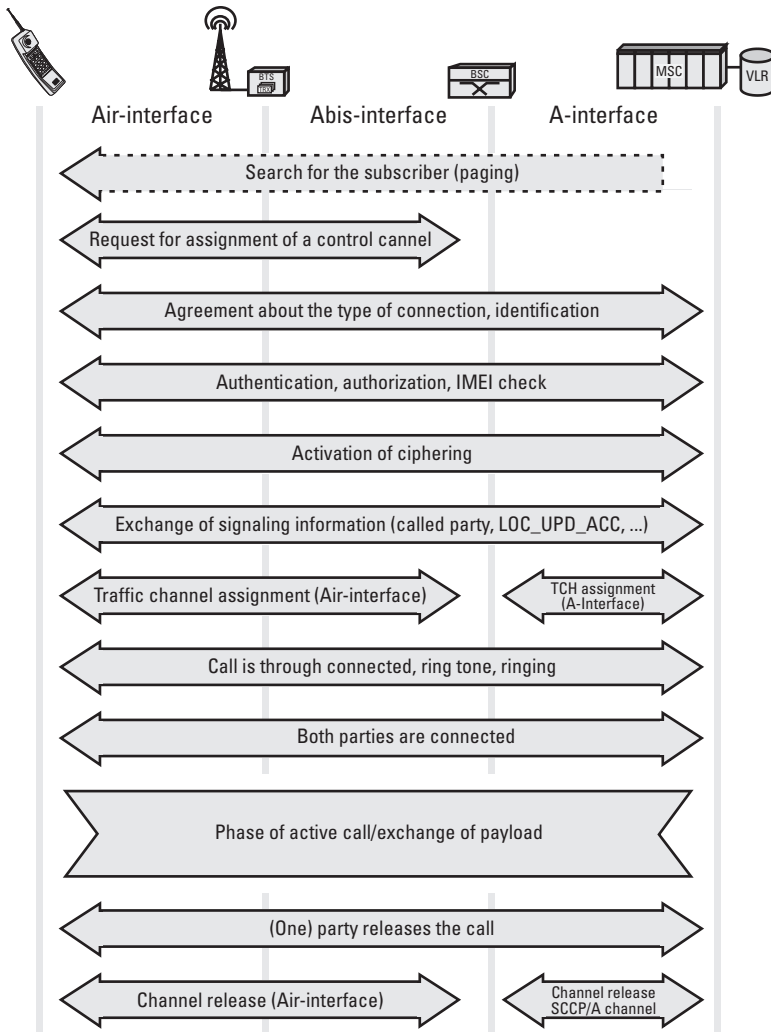 BTS
TRX
BSC
MSC
VLR
Air-interface
Abis-interface
A-interface
Search for the subscriber (paging)
Request for assignment of a control cannel
Agreement about the type of connection, identification
Authentication, authorization, IMEI check
Activation of ciphering
Exchange of signaling information (called party, LOC_UPD_ACC, ...)
Traffic channel assignment (Air-interface)
TCH assignment
(A-Interface)
Call is through connected, ring tone, ringing
Both parties are connected
Phase of active call/exchange of payload
(One) party releases the call
Channel release (Air-interface)
Channel release
SCCP/A channel